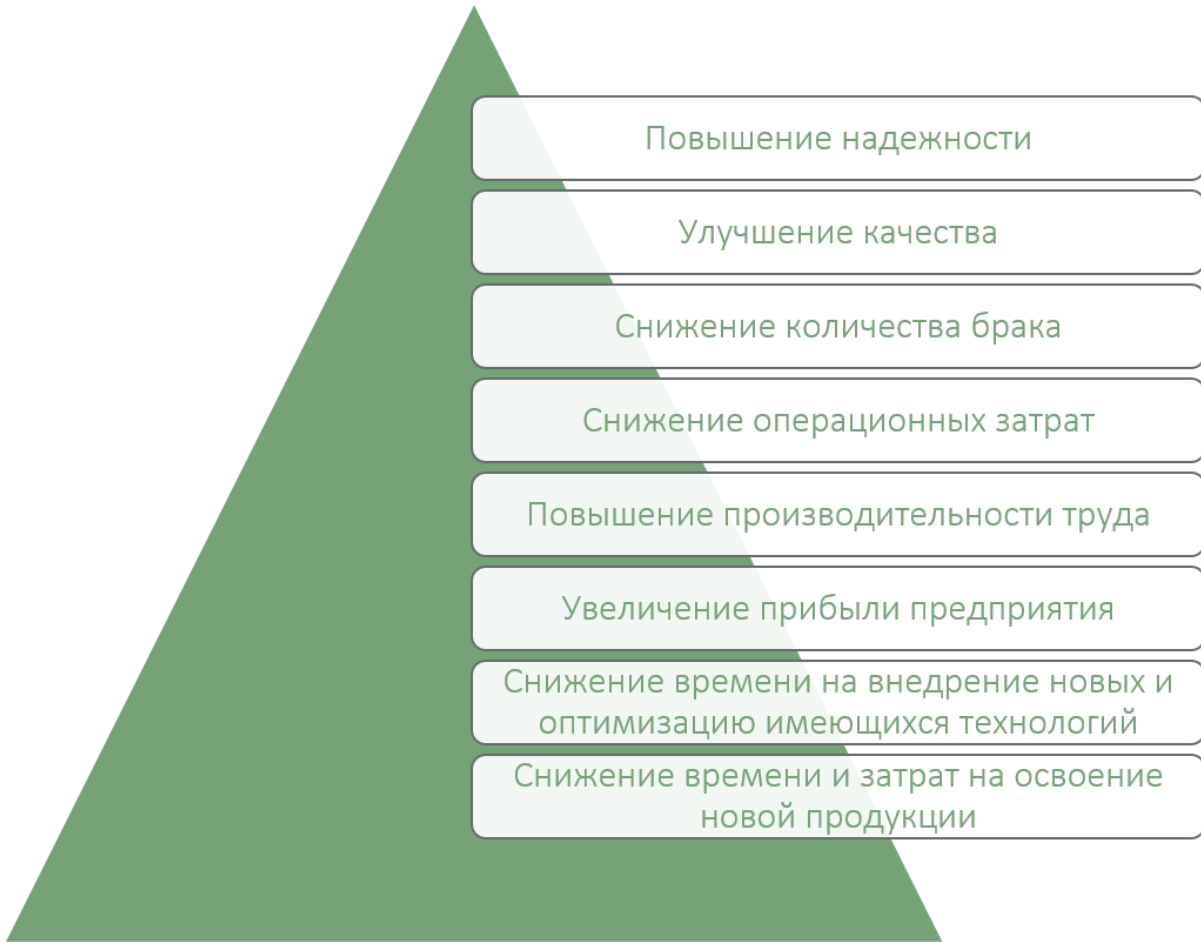 Повышение надежности
Улучшение качества
Снижение количества брака
Снижение операционных затрат
Повышение производительности труда
Увеличение прибыли предприятия
Снижение времени на внедрение новых и
оптимизацию имеющихся технологий
Снижение времени и затрат на освоение
новой продукции